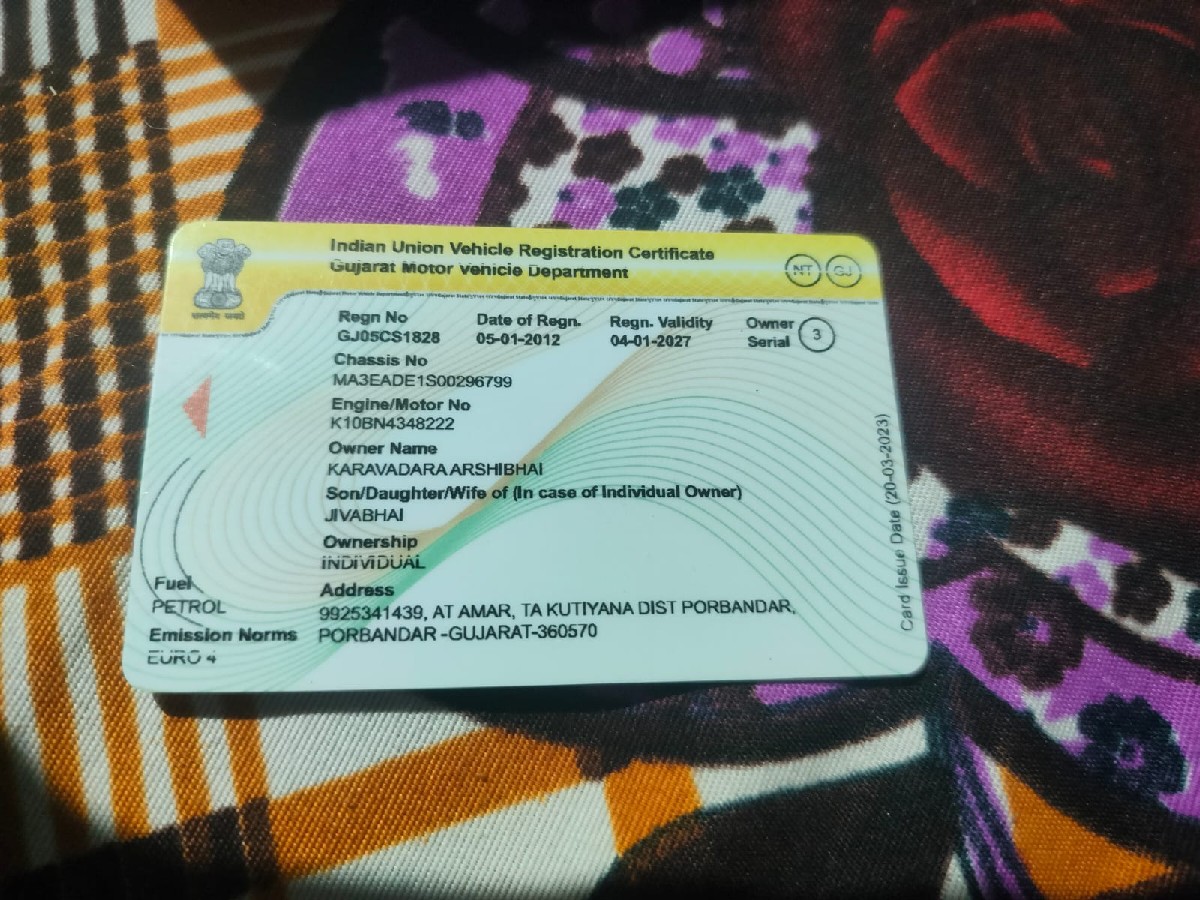 Indian Union Vehicle Registration Certificate
Gujarat Motor Vehicle Department
NT GJ
सत्यमेव जयते
Regn No Date of Regn. Regn. Validity Owner Serial 3
GJ05CS1828 05-01-2012 04-01-2027
Chassis No
MA3EADE1S00296799
Engine/Motor No
K10BN4348222
Owner Name
KARAVADARA ARSHIBHAI
Son/Daughter/Wife of (In case of Individual Owner)
JIVABHAI
Ownership
INDIVIDUAL
Fuel
PETROL
Emission Norms
EURO 4
Address
9925341439, AT AMAR, TA KUTIYANA DIST PORBANDAR,
PORBANDAR -GUJARAT-360570
Card Issue Date (20-03-2023)